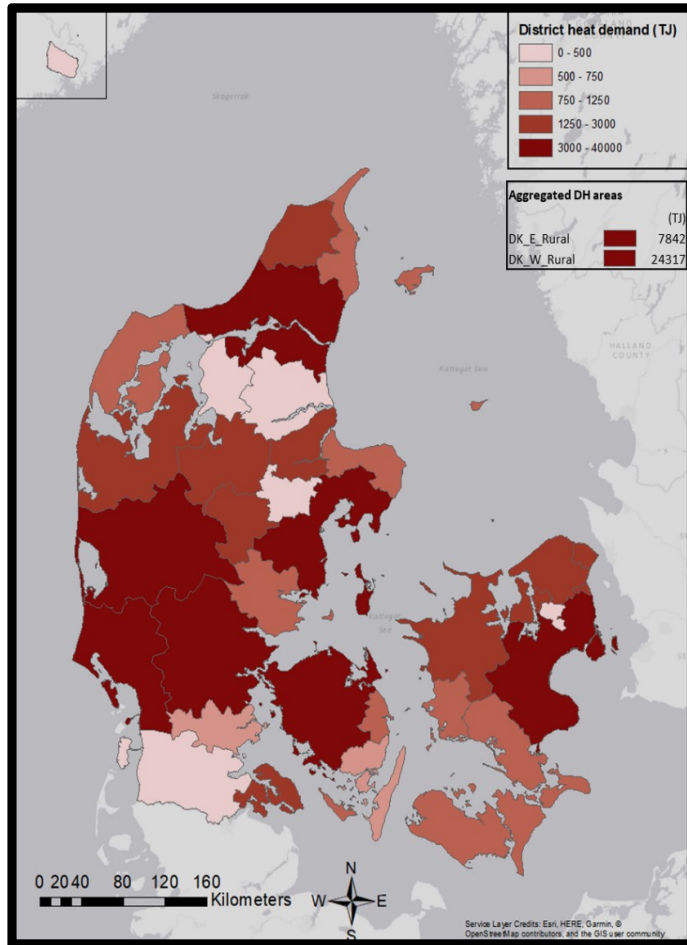 District heat demand (TJ)
0 - 500
500 - 750
750 - 1250
1250 - 3000
3000 - 40000
Skagerrak
Aggregated DH areas
(TJ)
DK_E_Rural 7842
DK_W_Rural 24317
HALLAND
COUNTY
Kattegat Sea
Kattegat
Sea
0 20 40 80 120 160
Kilometers
N
W E
S
Service Layer Credits: Esri, HERE, Garmin, ©
OpenStreetMap contributors, and the GIS user community